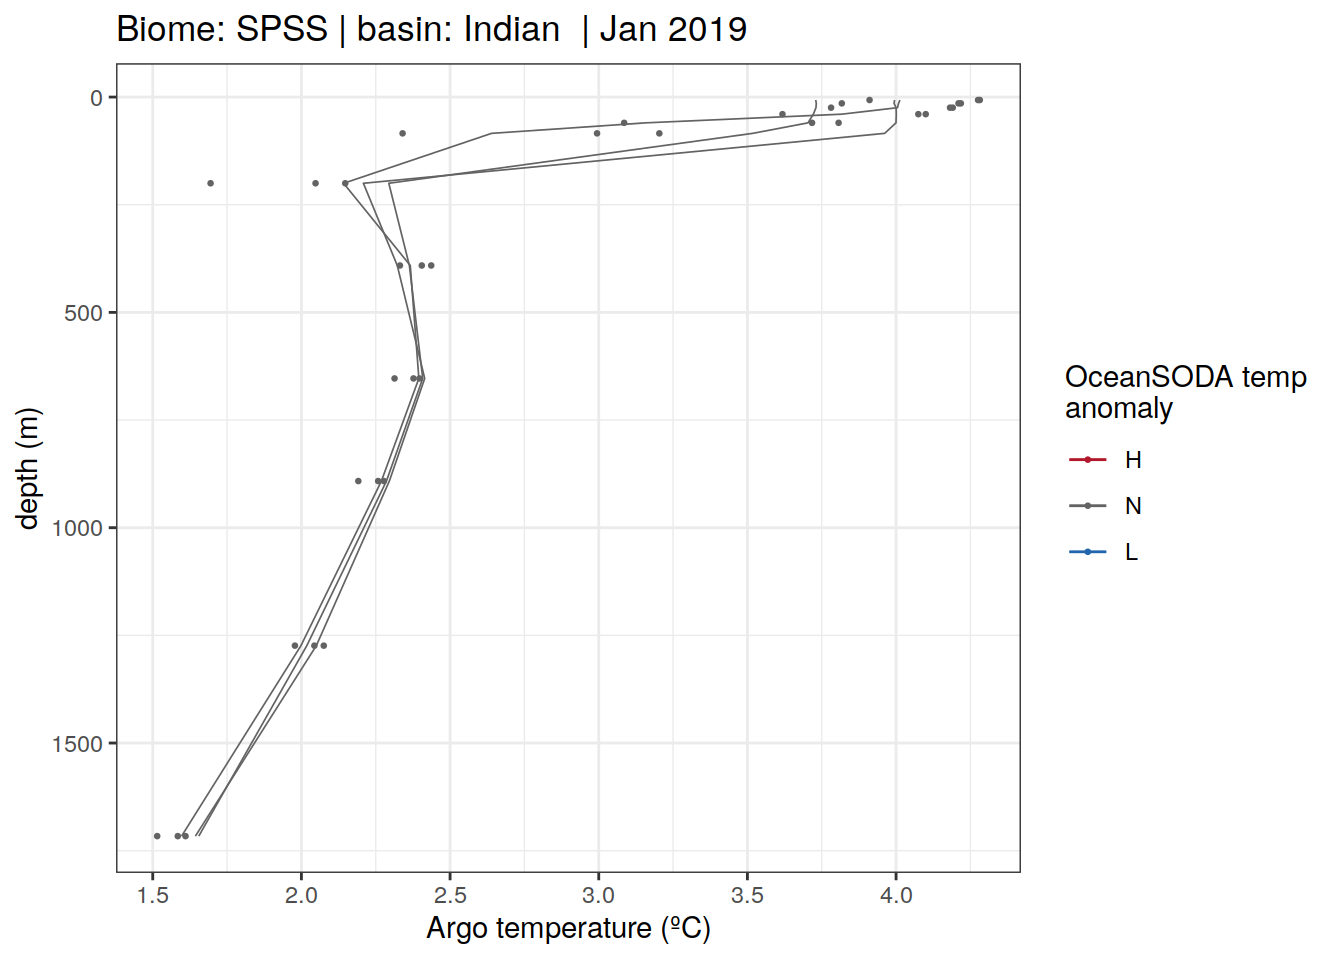 Biome: SPSS | basin: Indian  | Jan 2019
0
500
1000
1500
depth (m)
1.5 2.0 2.5 3.0 3.5 4.0
Argo temperature (ºC)
OceanSODA temp
anomaly
H
N
L